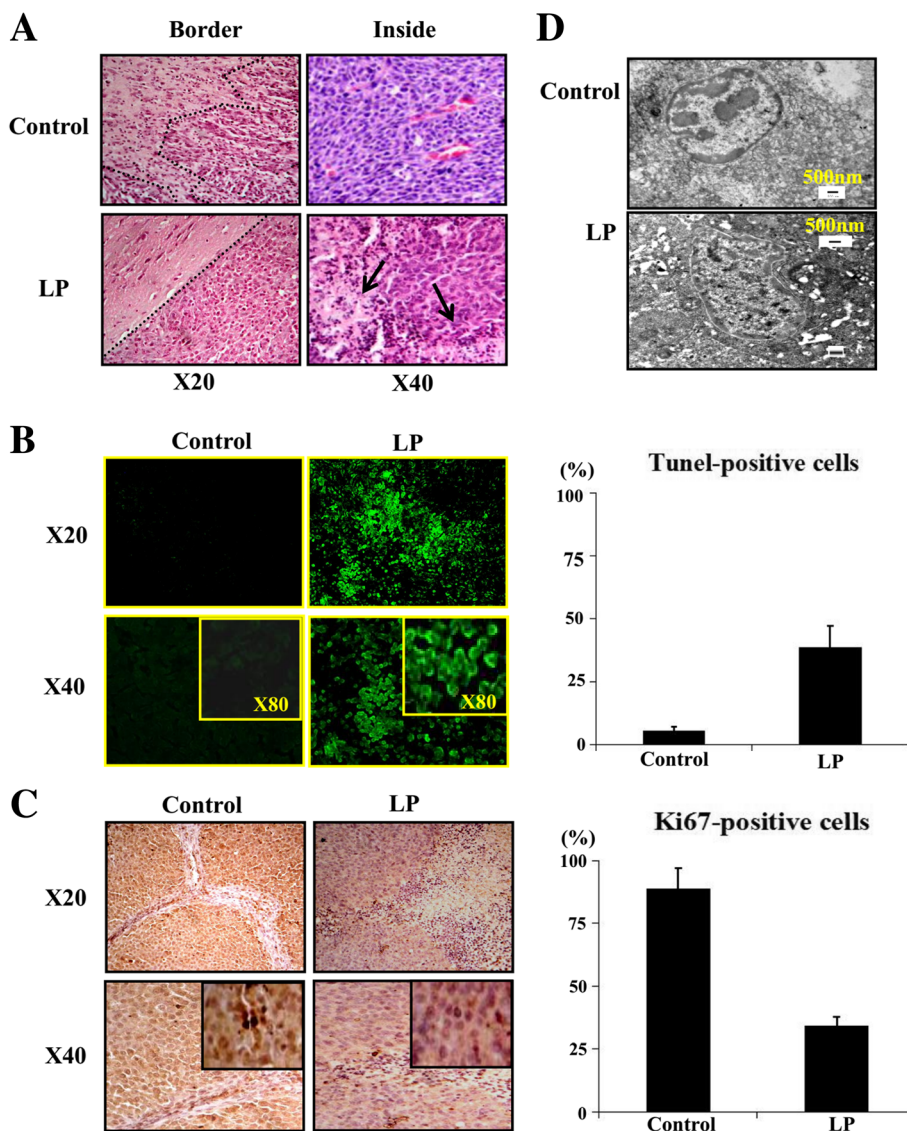 A
Border
Inside
Control
LP
X20
X40
D
Control
500nm
LP
500nm
B
Control
LP
X20
X40
X80
X80
Tunel-positive cells
(%)
100
75
50
25
0
Control
LP
C
Control
LP
X20
X40
Ki67-positive cells
(%)
100
75
50
25
0
Control
LP